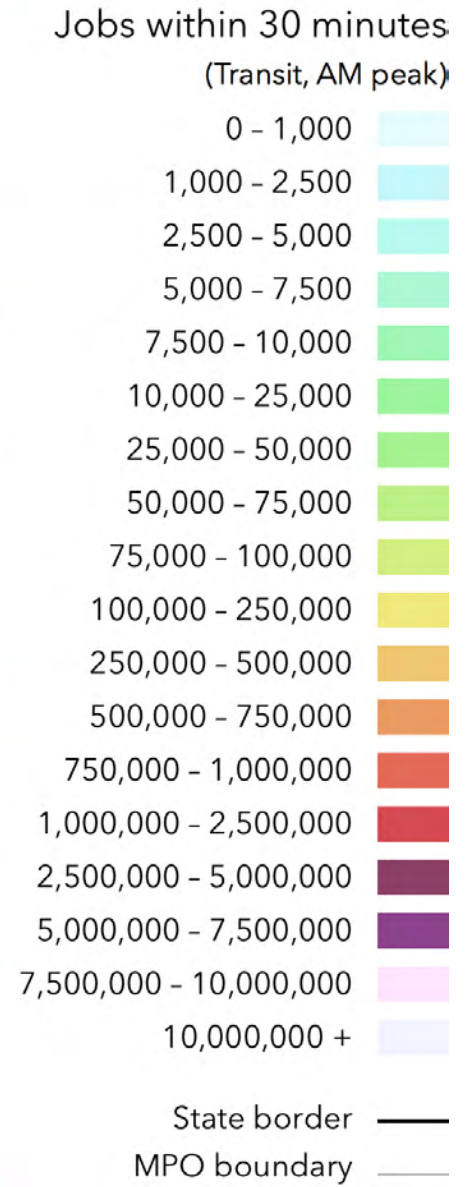 Jobs within 30 minutes
(Transit, AM peak)
0 – 1,000
1,000 – 2,500
2,500 – 5,000
5,000 – 7,500
7,500 – 10,000
10,000 – 25,000
25,000 – 50,000
50,000 – 75,000
75,000 – 100,000
100,000 – 250,000
250,000 – 500,000
500,000 – 750,000
750,000 – 1,000,000
1,000,000 – 2,500,000
2,500,000 – 5,000,000
5,000,000 – 7,500,000
7,500,000 – 10,000,000
10,000,000 +
State border
MPO boundary